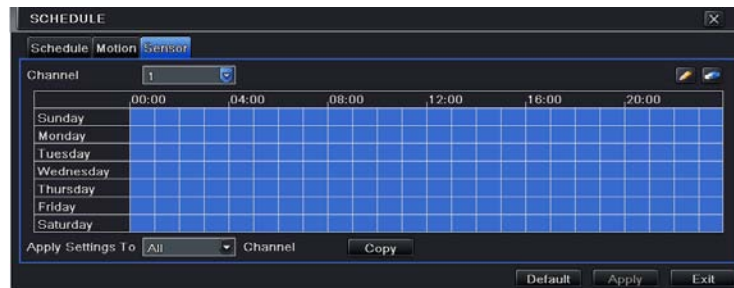 SCHEDULE
Schedule Motion Sensor
Channel 1
00:00 04:00 08:00 12:00 16:00 20:00
Sunday
Monday
Tuesday
Wednesday
Thursday
Friday
Saturday
Apply Settings To All Channel Copy
Default Apply Exit